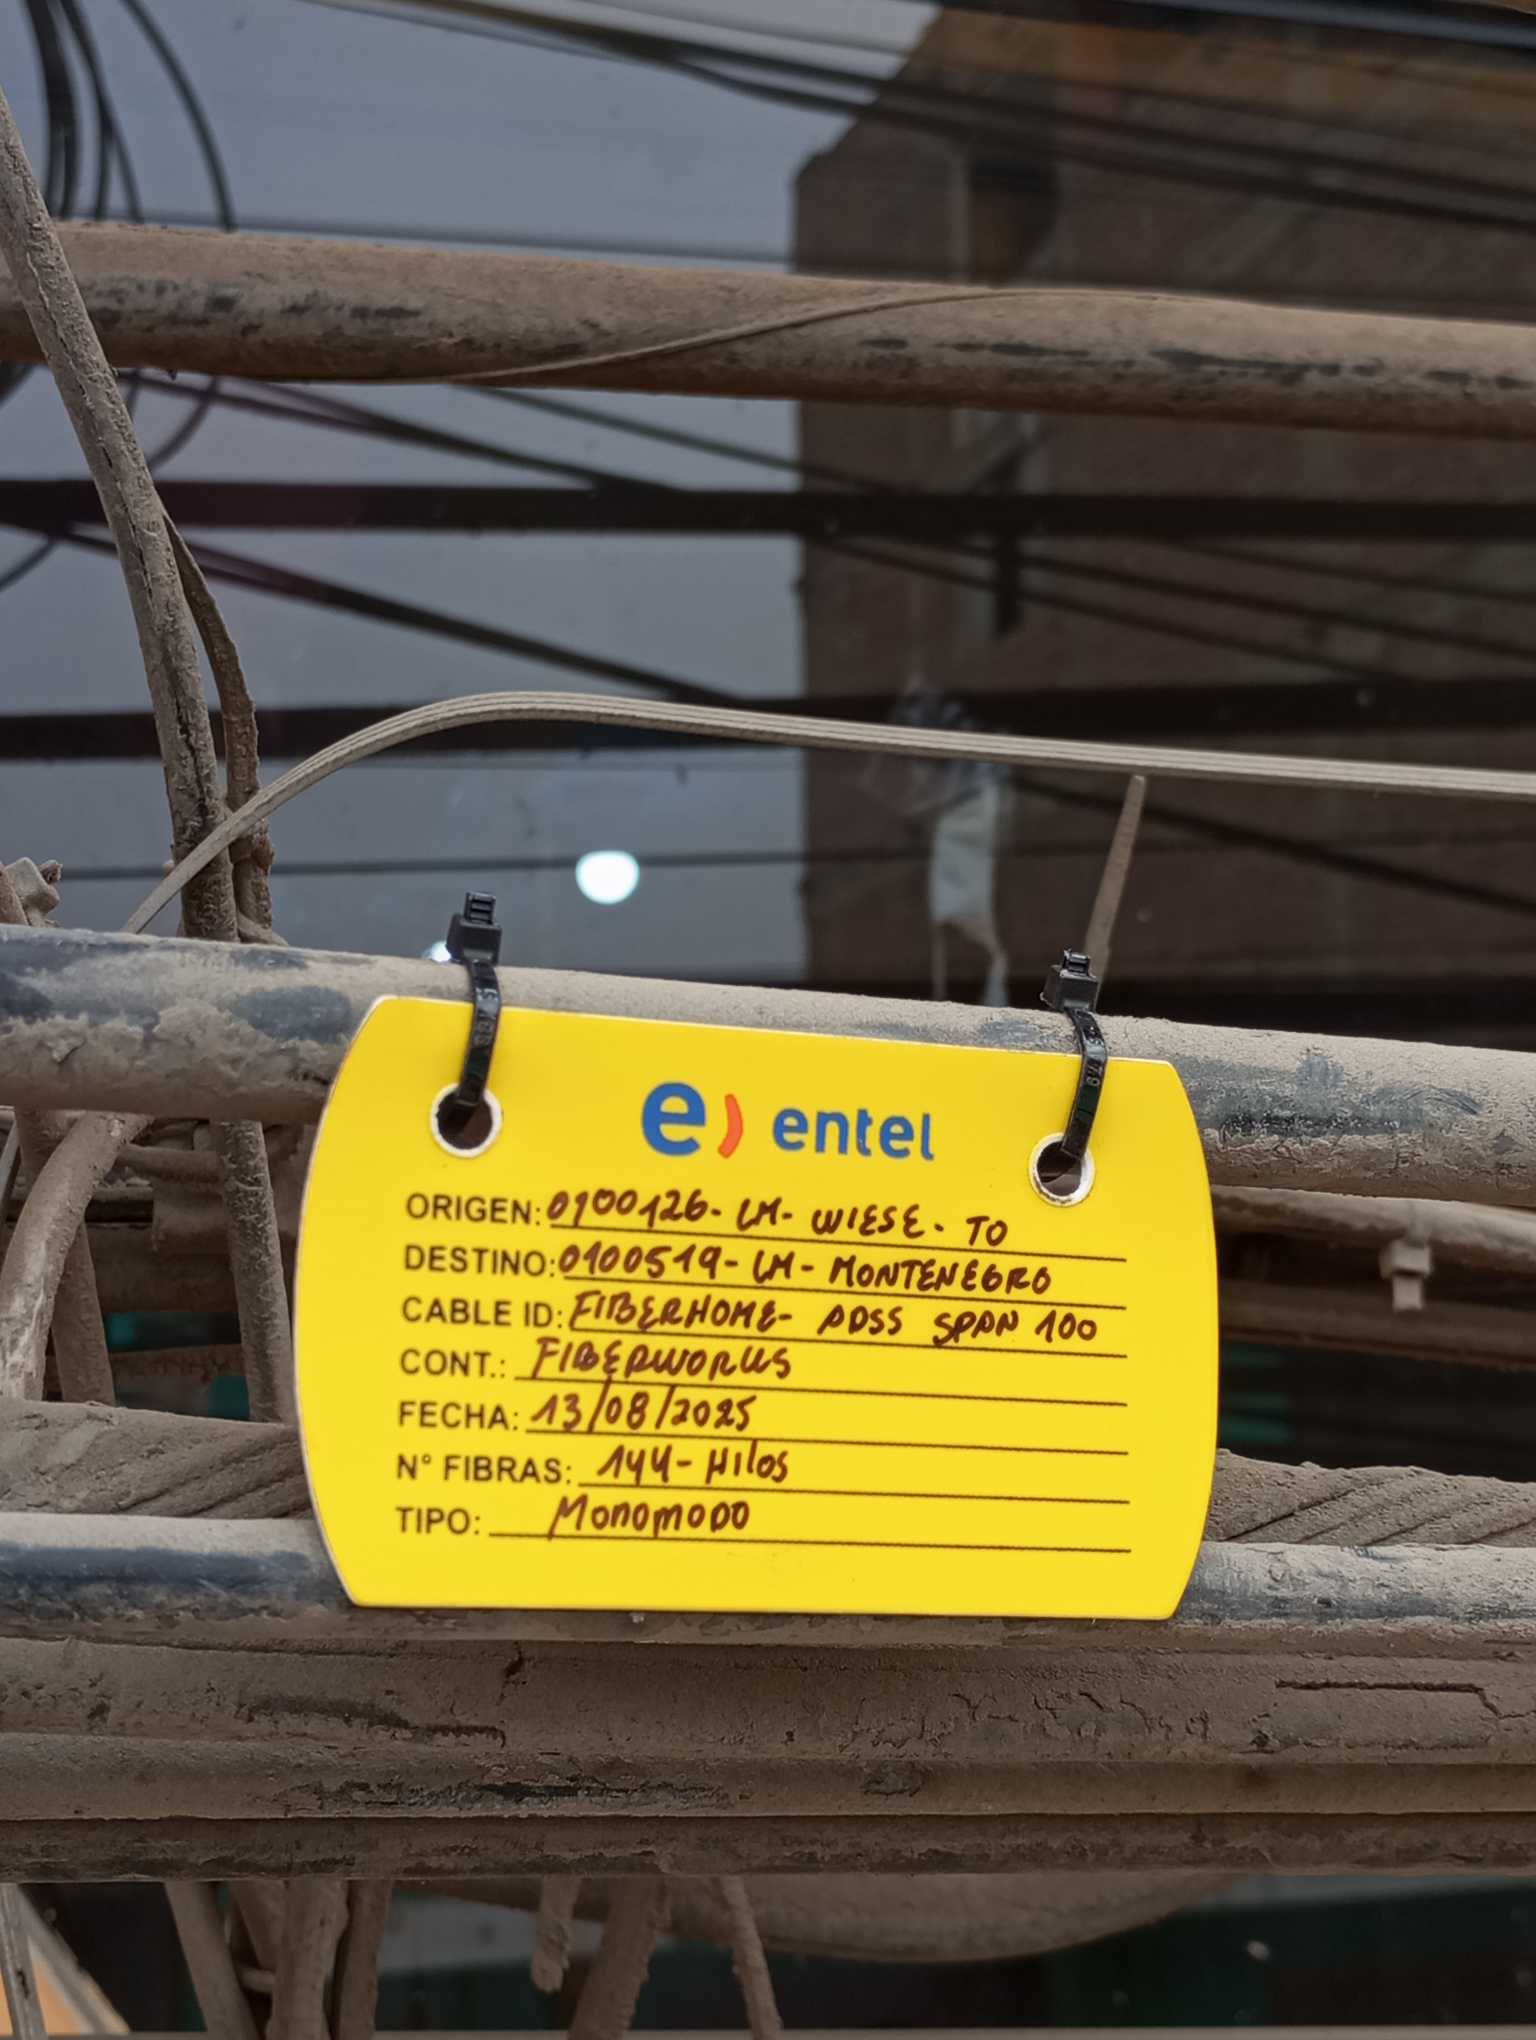 e) entel
ORIGEN: 0100126- LM- WIESE- TO
DESTINO: 0100519- LM- MONTENEGRO
CABLE ID: FIBERHOME- ADSS SPAN 100
CONT.: FIBERWORKS
FECHA: 13/08/2025
N° FIBRAS: 144- Hilos
TIPO: MONOMODO